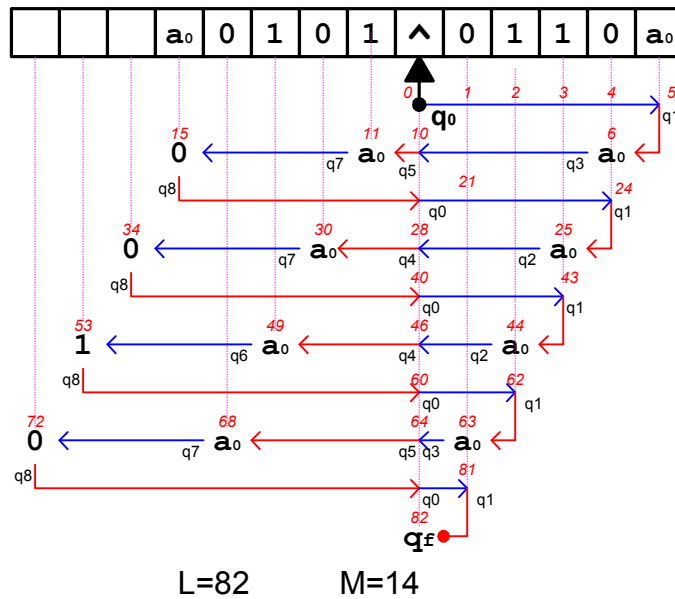 a₀ 0 1 0 1 ^ 0 1 1 0 a₀
0 1 2 3 4 5
q₀ q1
15 11 10 6
0 q7 a₀ q5 q3 a₀
q8 21 24
q0 q1
34 30 28 25
0 q7 a₀ q4 q2 a₀
q8 40 43
q0 q1
53 49 46 44
1 q6 a₀ q4 q2 a₀
q8 60 62
q0 q1
72 68 64 63
0 q7 a₀ q5 q3 a₀
q8 81
q0 q1
82
qf
L=82 M=14